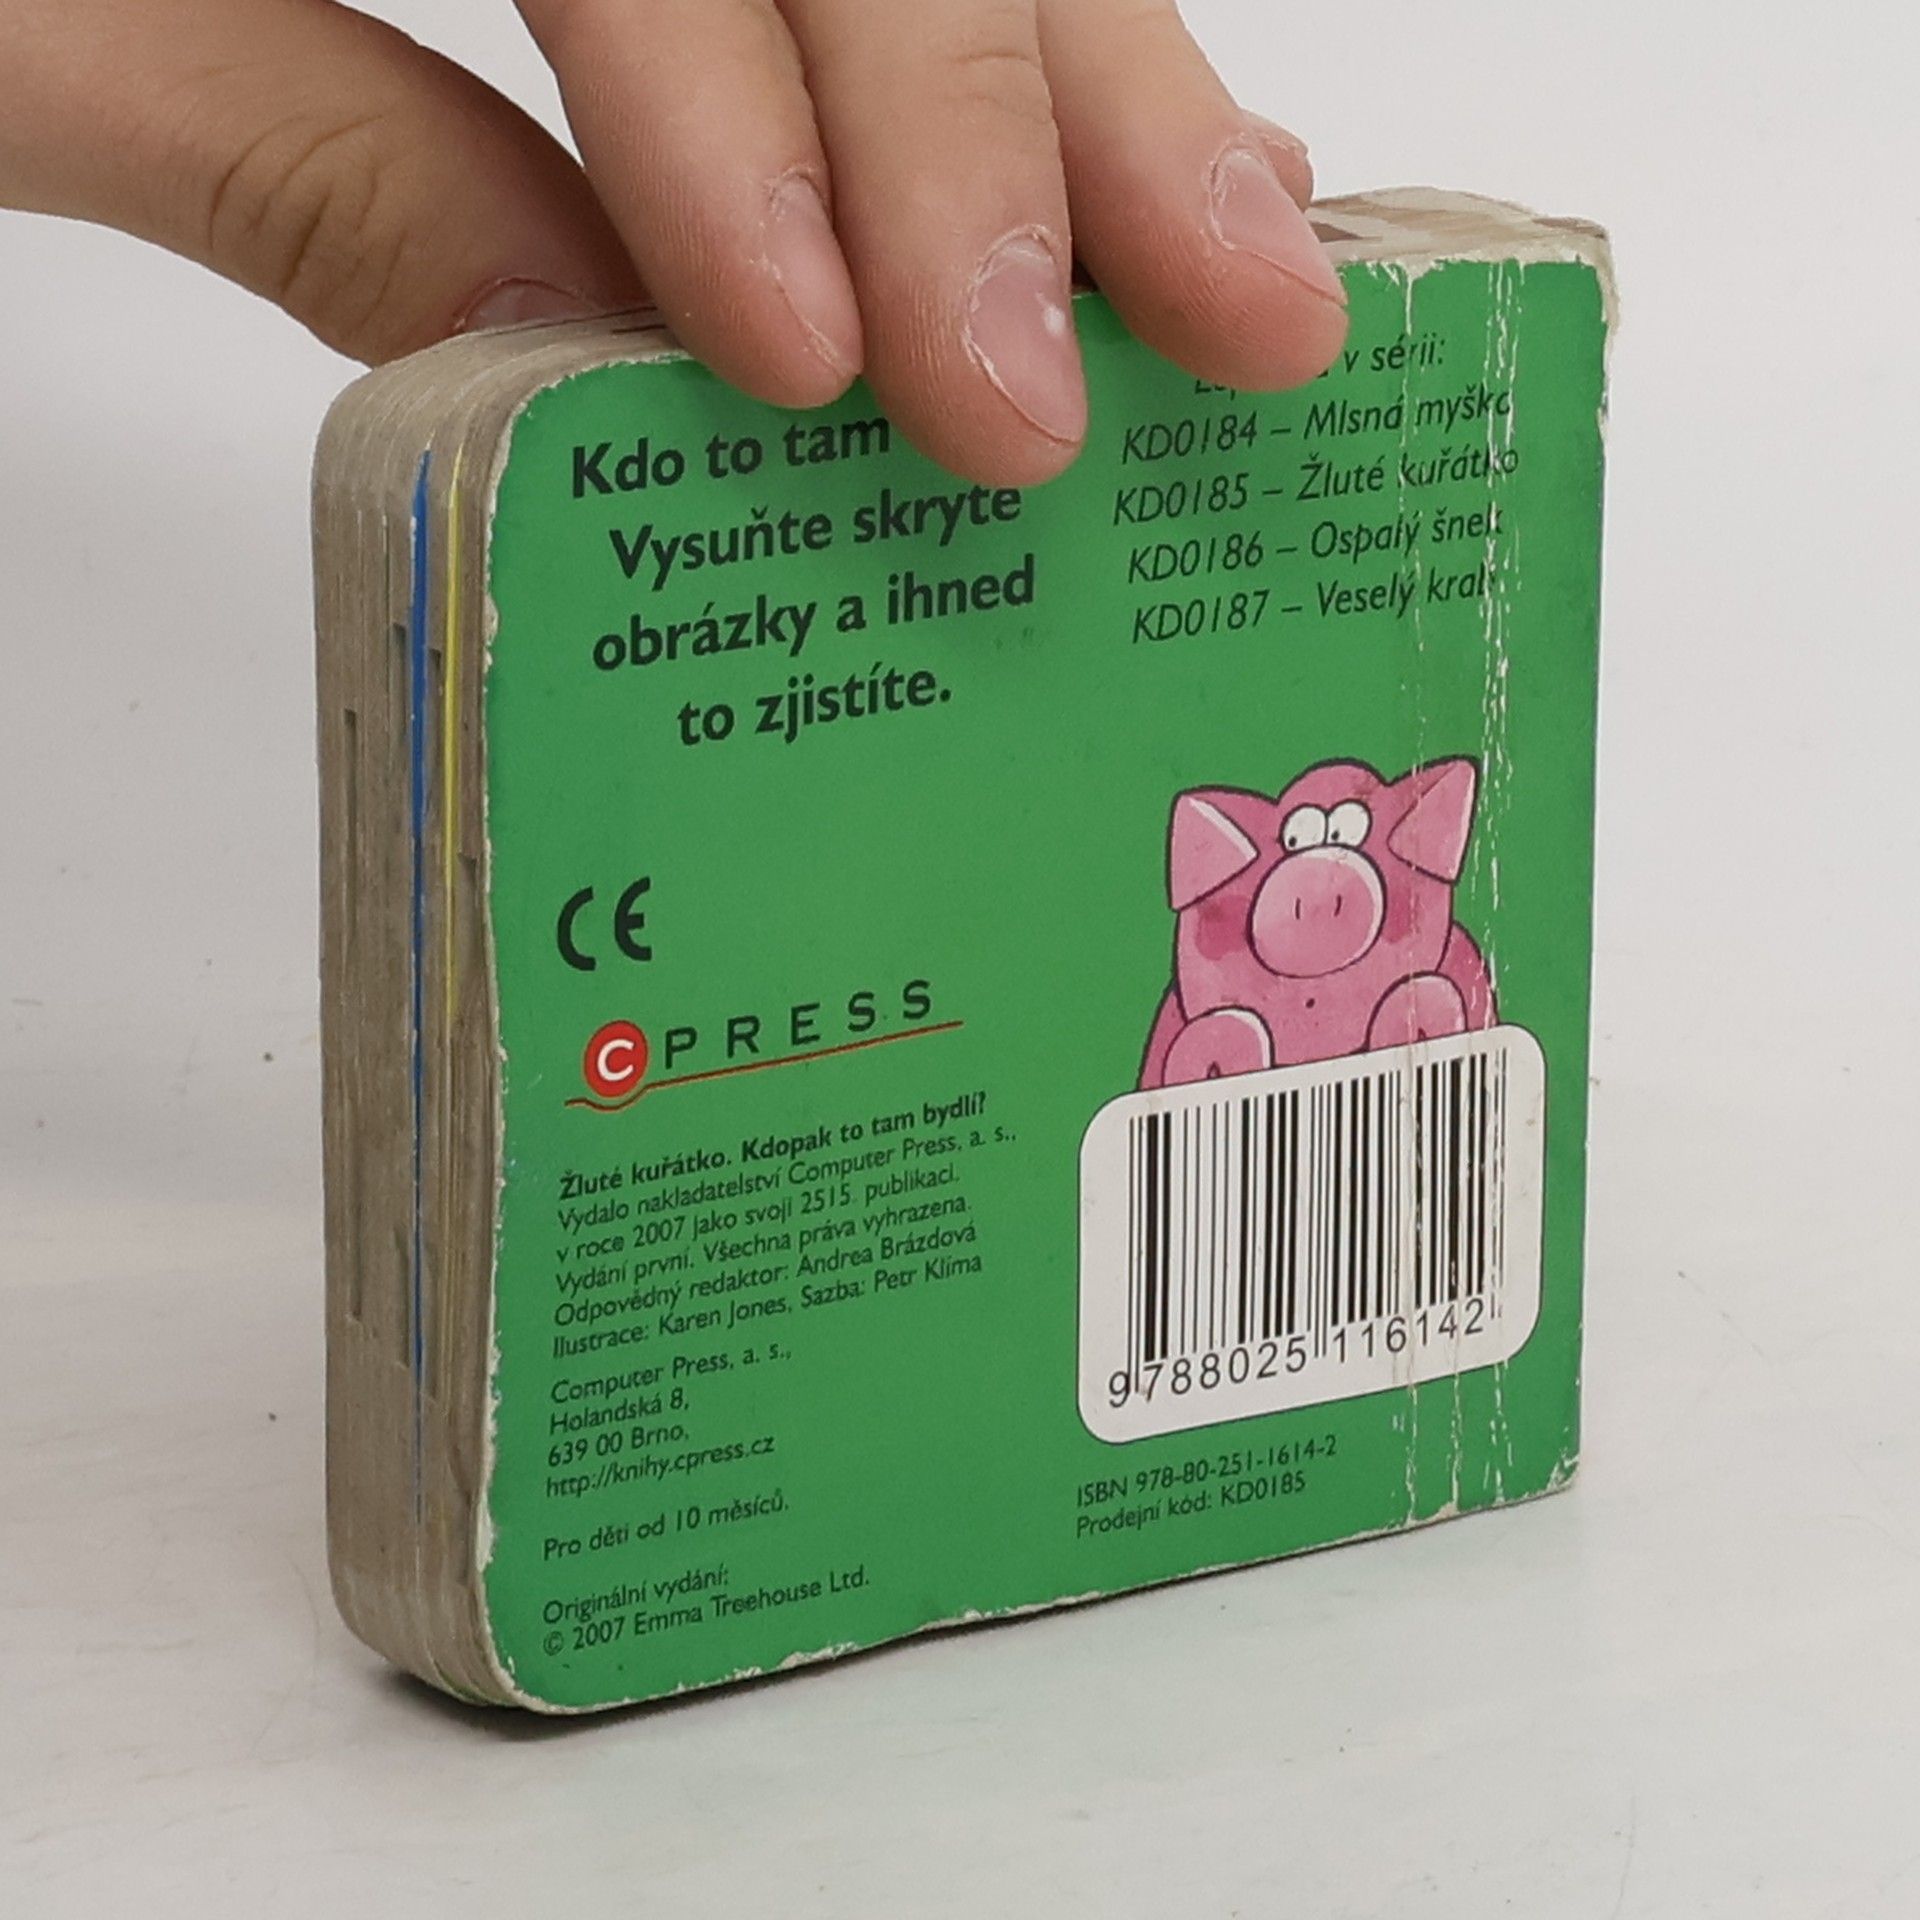 Kdo to tam
Vysuňte skryté
obrázky a ihned
to zjistíte.
v sérii:
KD0184 – Mlsná myška
KD0185 – Žluté kuřátko
KD0186 – Ospalý šnek
KD0187 – Veselý
CE
C PRESS
Žluté kuřátko. Kdopak to tam bydlí?
Vydalo nakladatelství Computer Press, a. s.,
v roce 2007 jako svoji 2515. publikaci.
Vydání první. Všechna práva vyhrazena.
Odpovědný redaktor: Andrea Brázdová
Ilustrace: Karen Jones, Sazba: Petr Klíma
Computer Press, a. s.,
Holandská 8,
639 00 Brno,
http://knihy.cpress.cz
Pro děti od 10 měsíců.
Originální vydání:
© 2007 Emma Treehouse Ltd.
9 788025 116142
ISBN 978-80-251-1614-2
Prodejní kód: KD0185